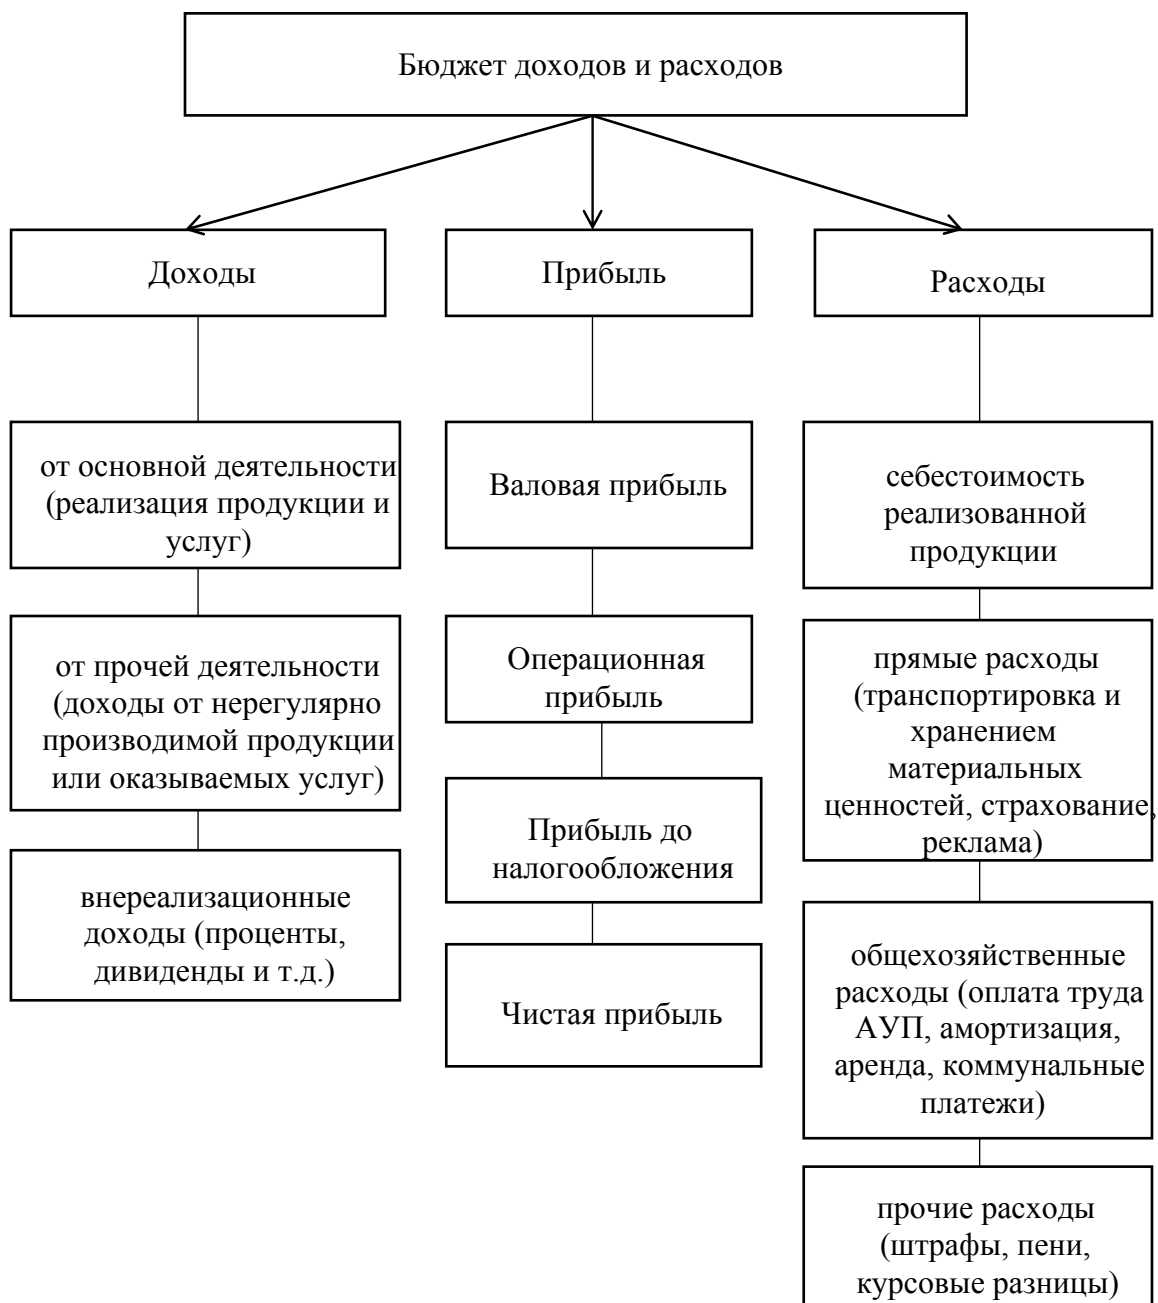 Бюджет доходов и расходов
Доходы
Прибыль
Расходы
от основной деятельности
(реализация продукции и
услуг)
от прочей деятельности
(доходы от нерегулярно
производимой продукции
или оказываемых услуг)
внереализационные
доходы (проценты,
дивиденды и т.д.)
Валовая прибыль
Операционная
прибыль
Прибыль до
налогообложения
Чистая прибыль
себестоимость
реализованной
продукции
прямые расходы
(транспортировка и
хранением
материальных
ценностей, страхование,
реклама)
общехозяйственные
расходы (оплата труда
АУП, амортизация,
аренда, коммунальные
платежи)
прочие расходы
(штрафы, пени,
курсовые разницы)